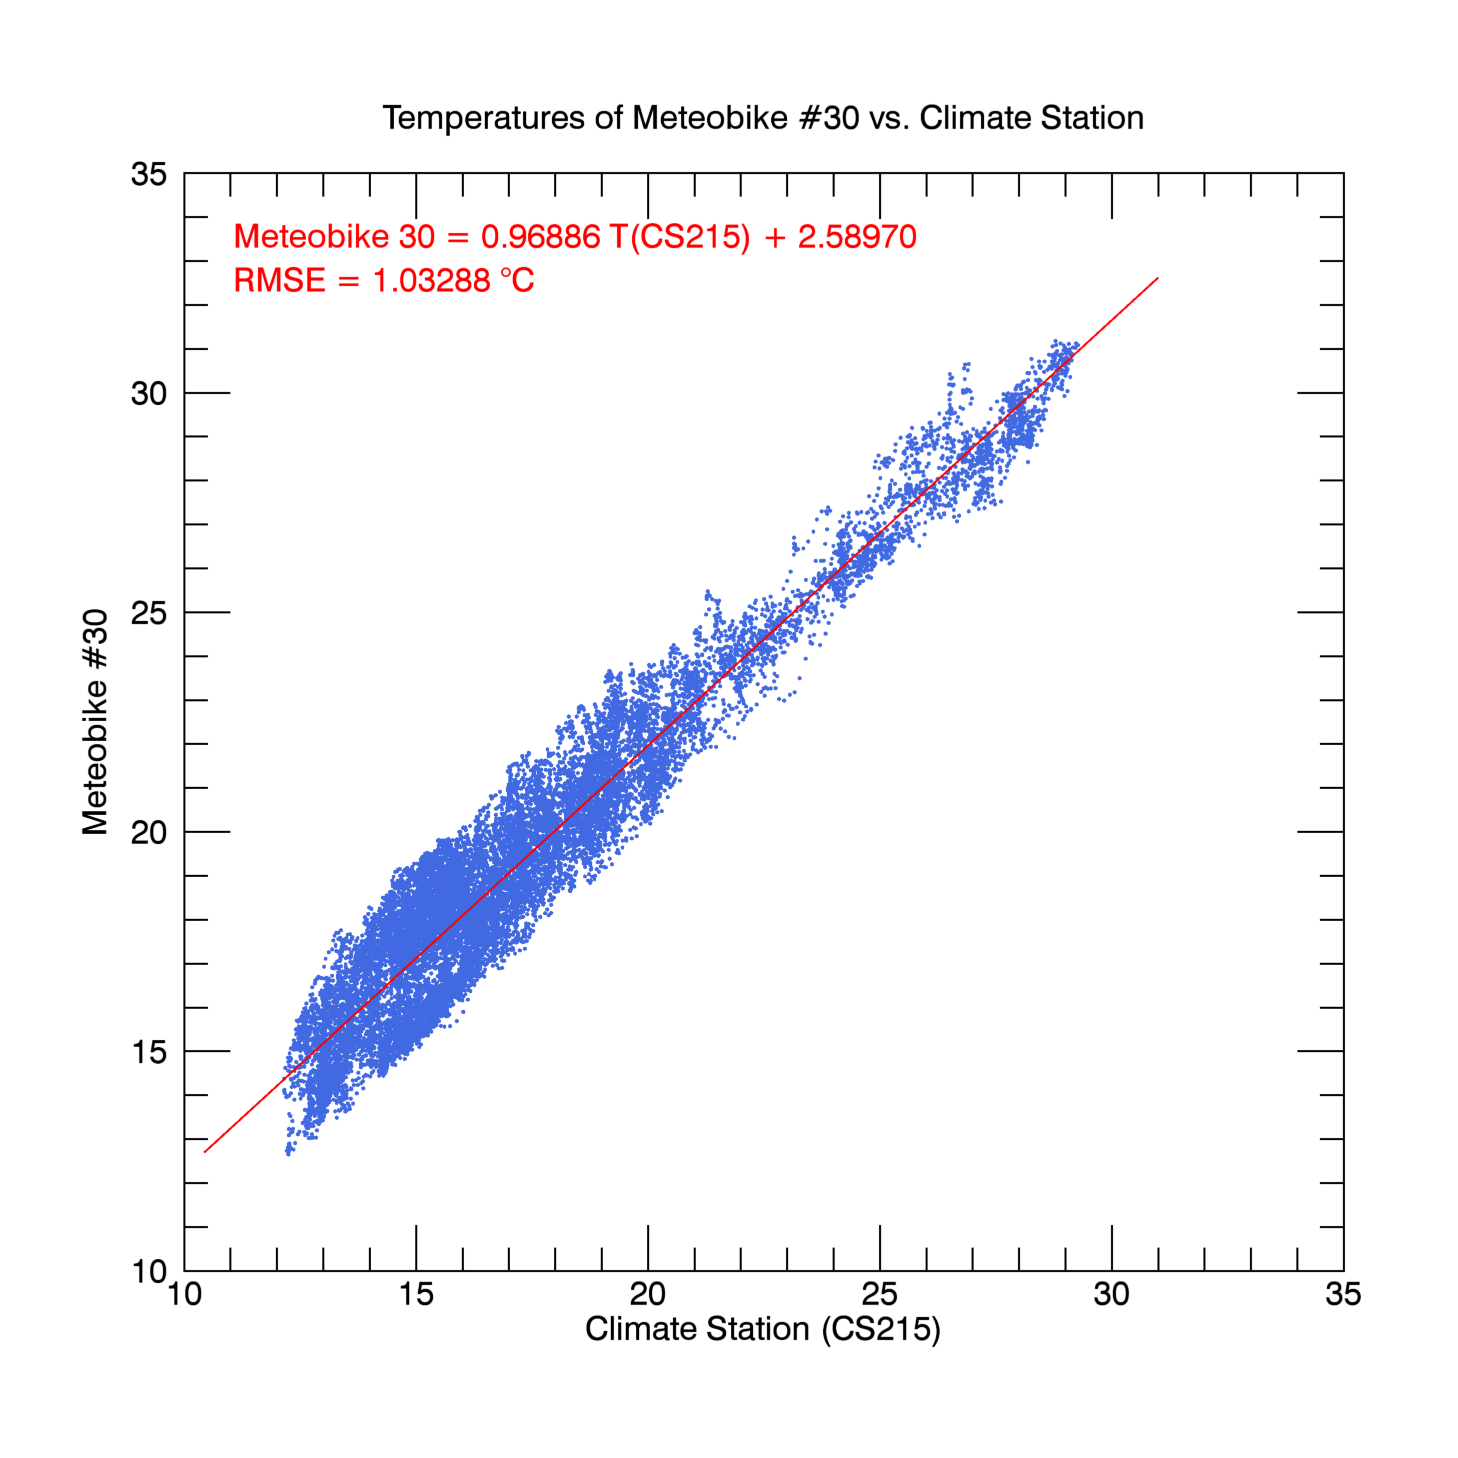 Temperatures of Meteobike #30 vs. Climate Station
35
Meteobike 30 = 0.96886 T(CS215) + 2.58970
RMSE = 1.03288 °C
30
25
Meteobike #30
20
15
10
10 15 20 25 30 35
Climate Station (CS215)